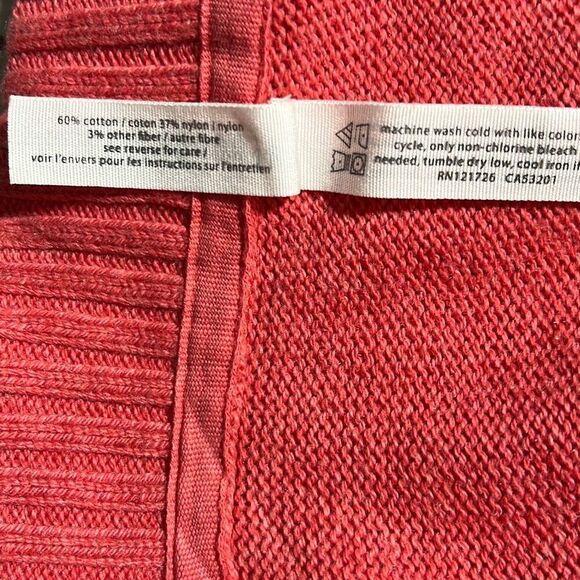 60% cotton / coton 37% nylon / nylon
3% other fiber / autre fibre
see reverse for care /
voir l'envers pour les instructions sur l'entretien
machine wash cold with like color
cycle, only non-chlorine bleach
needed, tumble dry low, cool iron if
RN121726 CA53201